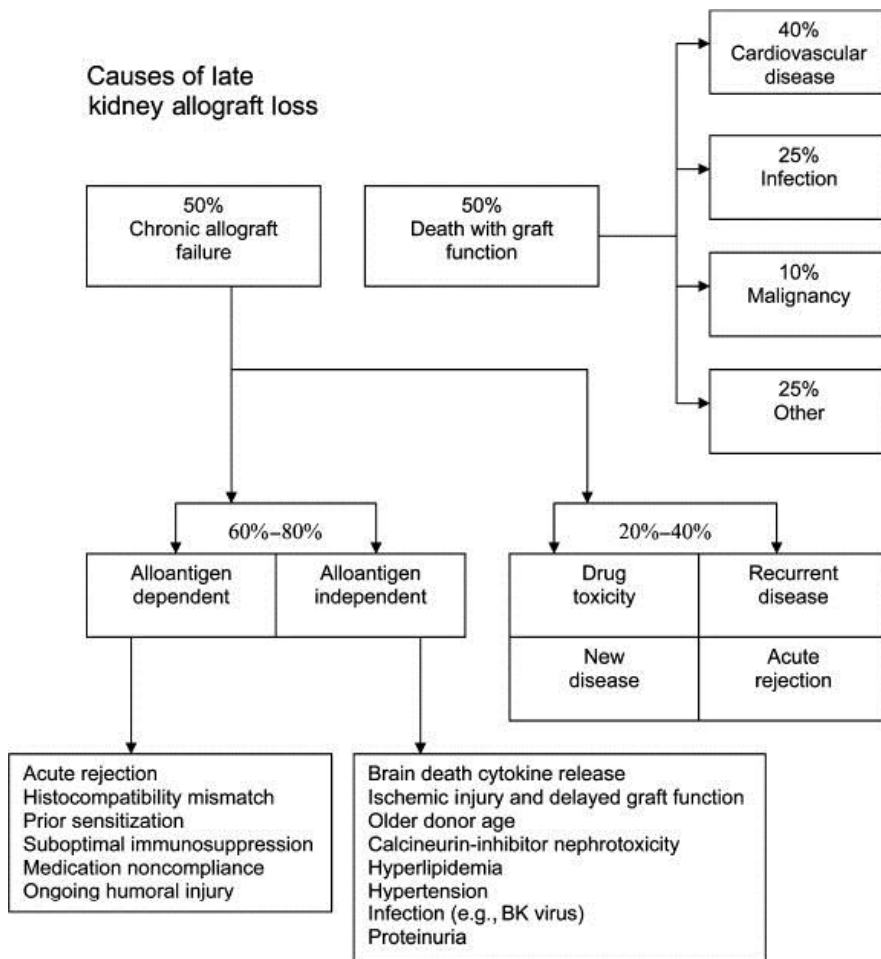 Causes of late
kidney allograft loss
50%
Chronic allograft
failure
50%
Death with graft
function
40%
Cardiovascular
disease
25%
Infection
10%
Malignancy
25%
Other
60%–80%
Alloantigen
dependent
Alloantigen
independent
20%–40%
Drug
toxicity
Recurrent
disease
New
disease
Acute
rejection
Acute rejection
Histocompatibility mismatch
Prior sensitization
Suboptimal immunosuppression
Medication noncompliance
Ongoing humoral injury
Brain death cytokine release
Ischemic injury and delayed graft function
Older donor age
Calcineurin-inhibitor nephrotoxicity
Hyperlipidemia
Hypertension
Infection (e.g., BK virus)
Proteinuria